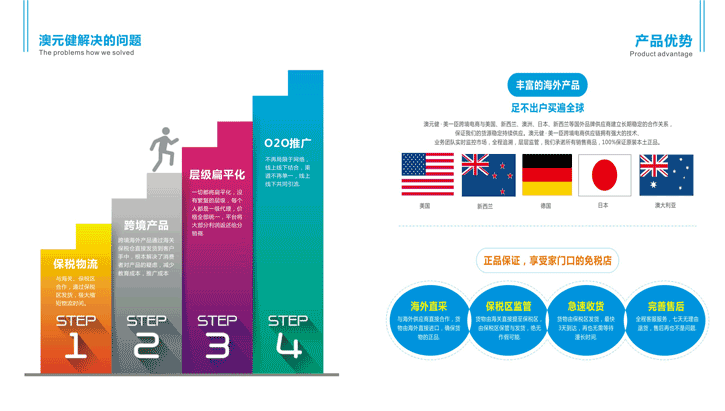 澳元健解决的问题
The problems how we solved
保税物流
与海关、保税区
合作，通过保税
区发货，极大缩
短物流时间。
STEP
1
跨境产品
跨境海外产品通过海关
保税仓直接发货到客户
手中，根本解决了消费
者对产品的疑虑，减少
教育成本，推广成本
STEP
2
层级扁平化
一切都将扁平化，没
有繁复的层级，每个
人都是一级代理，价
格全部统一，平台将
大部分利润返还给分
销商
STEP
3
O2O推广
不再局限于网络，
线上线下结合，渠
道不再单一，线上
线下共同引流
STEP
4
产品优势
Product advantage
丰富的海外产品
足不出户买遍全球
澳元健·美一臣跨境电商与美国、新西兰、澳洲、日本、新西兰等国外品牌供应商建立长期稳定的合作关系，
保证我们的货源稳定持续供应。澳元健·美一臣跨境电商供应链拥有强大的技术、
业务团队实时监控市场，全程追溯，层层监管，我们承诺所有销售商品，100%保证原装本土正品。
美国
新西兰
德国
日本
澳大利亚
正品保证，享受家门口的免税店
海外直采
与海外供应商直接合作，货
物由海外直接进口，确保货
物的正品
保税区监管
货物由海关直接提至保税区，
由保税区保管与发货，绝无
作假可能
急速收货
货物由保税区发货，最快
3天到达，再也无需等待
漫长时间
完善售后
全程客服服务，七天无理由
退货，售后再也不是问题